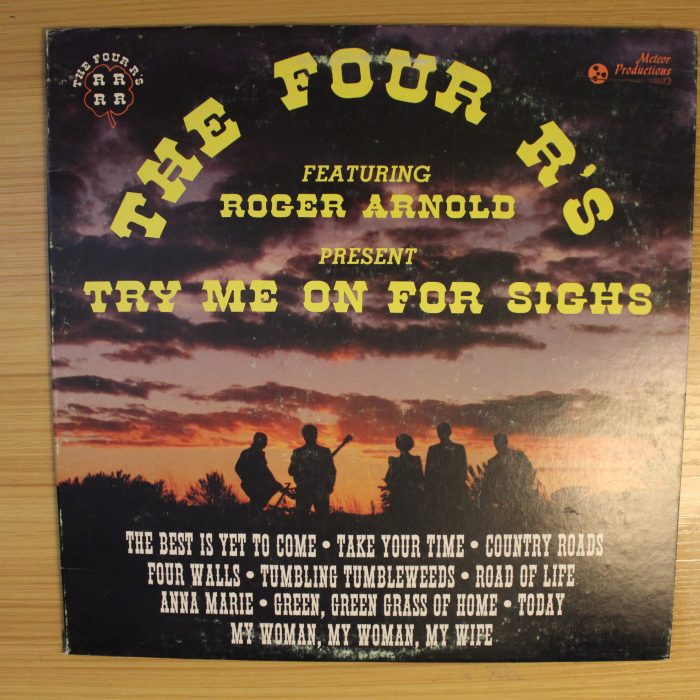 THE FOUR R'S
R R
R R
Meteor
Productions
THE FOUR R'S
FEATURING
ROGER ARNOLD
PRESENT
TRY ME ON FOR SIGHS
THE BEST IS YET TO COME • TAKE YOUR TIME • COUNTRY ROADS
FOUR WALLS • TUMBLING TUMBLEWEEDS • ROAD OF LIFE
ANNA MARIE • GREEN, GREEN GRASS OF HOME • TODAY
MY WOMAN, MY WOMAN, MY WIFE